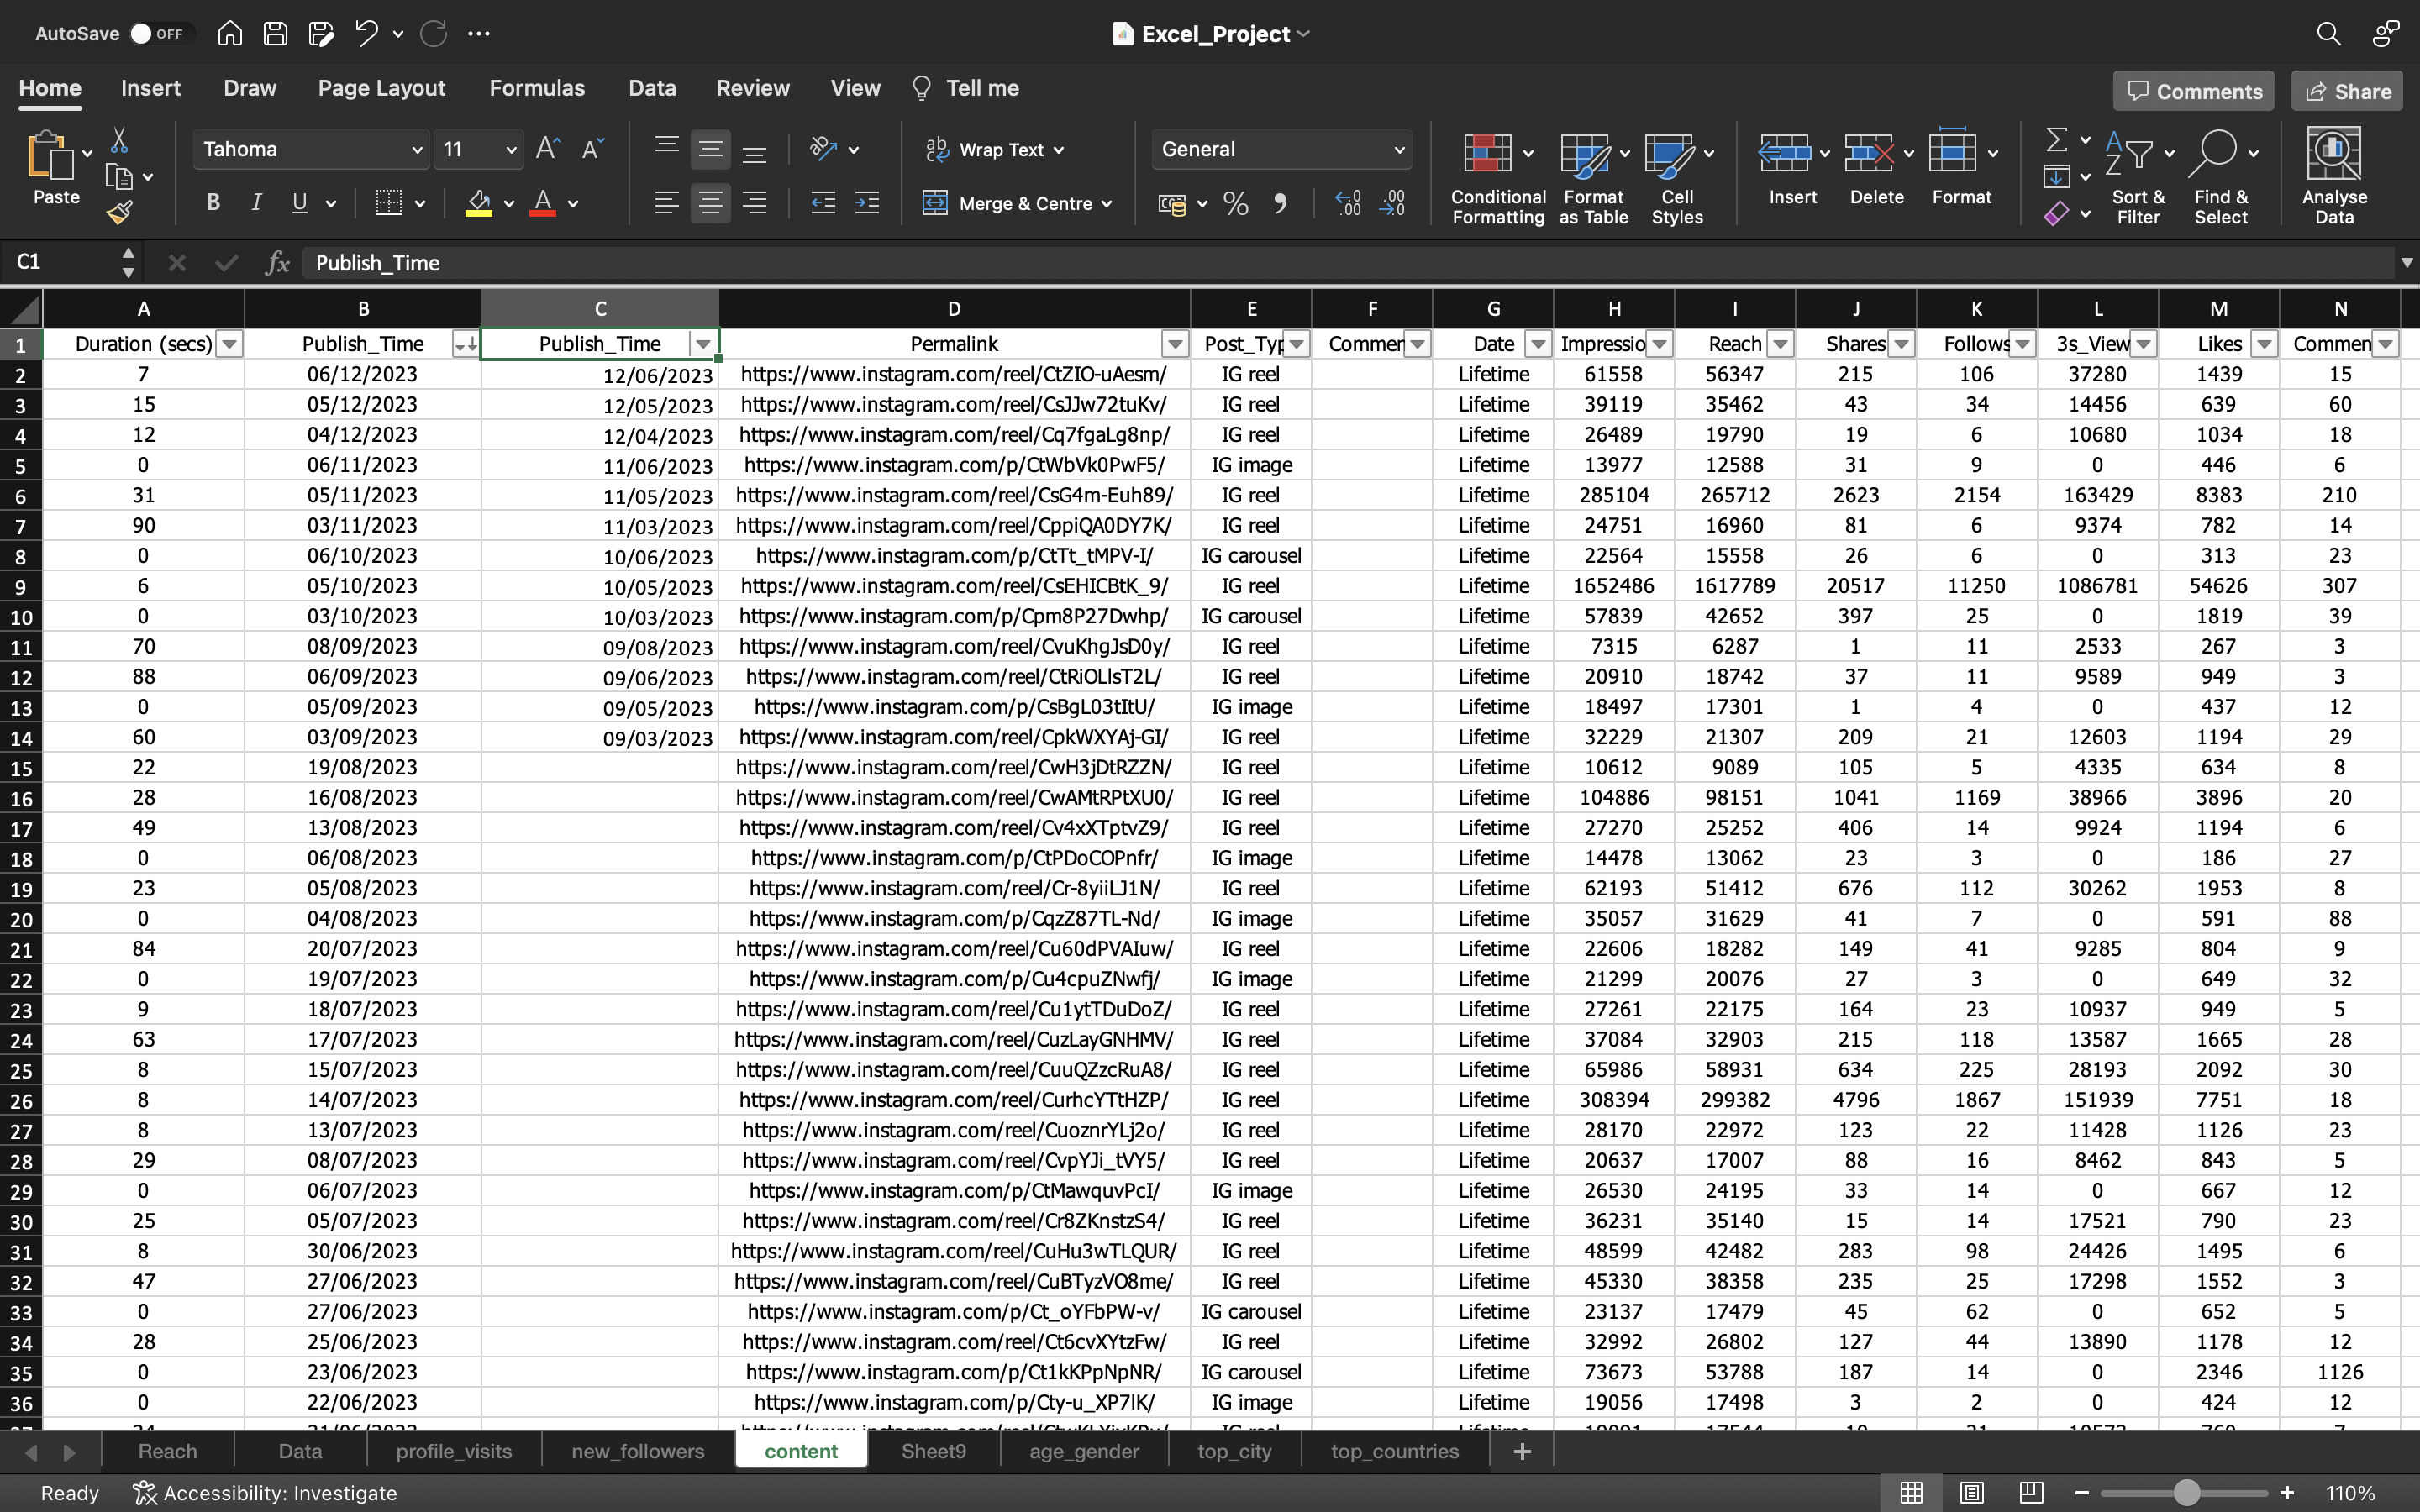 AutoSave OFF Excel_Project
Home Insert Draw Page Layout Formulas Data Review View Tell me Comments Share
Paste Tahoma 11 Wrap Text General Conditional Formatting Format as Table Cell Styles Insert Delete Format Sort & Filter Find & Select Analyse Data
B I U A Merge & Centre % 9
C1 fx Publish_Time
A B C D E F G H I J K L M N
1 Duration (secs) Publish_Time Publish_Time Permalink Post_Typ Commer Date Impressio Reach Shares Follows 3s_View Likes Commen
2 7 06/12/2023 12/06/2023 https://www.instagram.com/reel/CtZIO-uAesm/ IG reel Lifetime 61558 56347 215 106 37280 1439 15
3 15 05/12/2023 12/05/2023 https://www.instagram.com/reel/CsJJw72tuKv/ IG reel Lifetime 39119 35462 43 34 14456 639 60
4 12 04/12/2023 12/04/2023 https://www.instagram.com/reel/Cq7fgaLg8np/ IG reel Lifetime 26489 19790 19 6 10680 1034 18
5 0 06/11/2023 11/06/2023 https://www.instagram.com/p/CtWbVk0PwF5/ IG image Lifetime 13977 12588 31 9 0 446 6
6 31 05/11/2023 11/05/2023 https://www.instagram.com/reel/CsG4m-Euh89/ IG reel Lifetime 285104 265712 2623 2154 163429 8383 210
7 90 03/11/2023 11/03/2023 https://www.instagram.com/reel/CppiQA0DY7K/ IG reel Lifetime 24751 16960 81 6 9374 782 14
8 0 06/10/2023 10/06/2023 https://www.instagram.com/p/CtTt_tMPV-I/ IG carousel Lifetime 22564 15558 26 6 0 313 23
9 6 05/10/2023 10/05/2023 https://www.instagram.com/reel/CsEHICBtK_9/ IG reel Lifetime 1652486 1617789 20517 11250 1086781 54626 307
10 0 03/10/2023 10/03/2023 https://www.instagram.com/p/Cpm8P27Dwhp/ IG carousel Lifetime 57839 42652 397 25 0 1819 39
11 70 08/09/2023 09/08/2023 https://www.instagram.com/reel/CvuKhgJsD0y/ IG reel Lifetime 7315 6287 1 11 2533 267 3
12 88 06/09/2023 09/06/2023 https://www.instagram.com/reel/CtRiOLlsT2L/ IG reel Lifetime 20910 18742 37 11 9589 949 3
13 0 05/09/2023 09/05/2023 https://www.instagram.com/p/CsBgL03tItU/ IG image Lifetime 18497 17301 1 4 0 437 12
14 60 03/09/2023 09/03/2023 https://www.instagram.com/reel/CpkWXYAj-GI/ IG reel Lifetime 32229 21307 209 21 12603 1194 29
15 22 19/08/2023 https://www.instagram.com/reel/CwH3jDtRZZN/ IG reel Lifetime 10612 9089 105 5 4335 634 8
16 28 16/08/2023 https://www.instagram.com/reel/CwAMtRPtXU0/ IG reel Lifetime 104886 98151 1041 1169 38966 3896 20
17 49 13/08/2023 https://www.instagram.com/reel/Cv4xXTptvZ9/ IG reel Lifetime 27270 25252 406 14 9924 1194 6
18 0 06/08/2023 https://www.instagram.com/p/CtPDoCOPnfr/ IG image Lifetime 14478 13062 23 3 0 186 27
19 23 05/08/2023 https://www.instagram.com/reel/Cr-8yiiLJ1N/ IG reel Lifetime 62193 51412 676 112 30262 1953 8
20 0 04/08/2023 https://www.instagram.com/p/CqzZ87TL-Nd/ IG image Lifetime 35057 31629 41 7 0 591 88
21 84 20/07/2023 https://www.instagram.com/reel/Cu60dPVAIuw/ IG reel Lifetime 22606 18282 149 41 9285 804 9
22 0 19/07/2023 https://www.instagram.com/p/Cu4cpuZNwfj/ IG image Lifetime 21299 20076 27 3 0 649 32
23 9 18/07/2023 https://www.instagram.com/reel/Cu1ytTDuDoZ/ IG reel Lifetime 27261 22175 164 23 10937 949 5
24 63 17/07/2023 https://www.instagram.com/reel/CuzLayGNHMV/ IG reel Lifetime 37084 32903 215 118 13587 1665 28
25 8 15/07/2023 https://www.instagram.com/reel/CuuQZzcRuA8/ IG reel Lifetime 65986 58931 634 225 28193 2092 30
26 8 14/07/2023 https://www.instagram.com/reel/CurhcYTtHZP/ IG reel Lifetime 308394 299382 4796 1867 151939 7751 18
27 8 13/07/2023 https://www.instagram.com/reel/CuoznrYLj2o/ IG reel Lifetime 28170 22972 123 22 11428 1126 23
28 29 08/07/2023 https://www.instagram.com/reel/CvpYJi_tVY5/ IG reel Lifetime 20637 17007 88 16 8462 843 5
29 0 06/07/2023 https://www.instagram.com/p/CtMawquvPcI/ IG image Lifetime 26530 24195 33 14 0 667 12
30 25 05/07/2023 https://www.instagram.com/reel/Cr8ZKnstzS4/ IG reel Lifetime 36231 35140 15 14 17521 790 23
31 8 30/06/2023 https://www.instagram.com/reel/CuHu3wTLQUR/ IG reel Lifetime 48599 42482 283 98 24426 1495 6
32 47 27/06/2023 https://www.instagram.com/reel/CuBTyzVO8me/ IG reel Lifetime 45330 38358 235 25 17298 1552 3
33 0 27/06/2023 https://www.instagram.com/p/Ct_oYFbPW-v/ IG carousel Lifetime 23137 17479 45 62 0 652 5
34 28 25/06/2023 https://www.instagram.com/reel/Ct6cvXYtzFw/ IG reel Lifetime 32992 26802 127 44 13890 1178 12
35 0 23/06/2023 https://www.instagram.com/p/Ct1kKPpNpNR/ IG carousel Lifetime 73673 53788 187 14 0 2346 1126
36 0 22/06/2023 https://www.instagram.com/p/Cty-u_XP7lK/ IG image Lifetime 19056 17498 3 2 0 424 12
Reach Data profile_visits new_followers content Sheet9 age_gender top_city top_countries +
Ready Accessibility: Investigate 110%